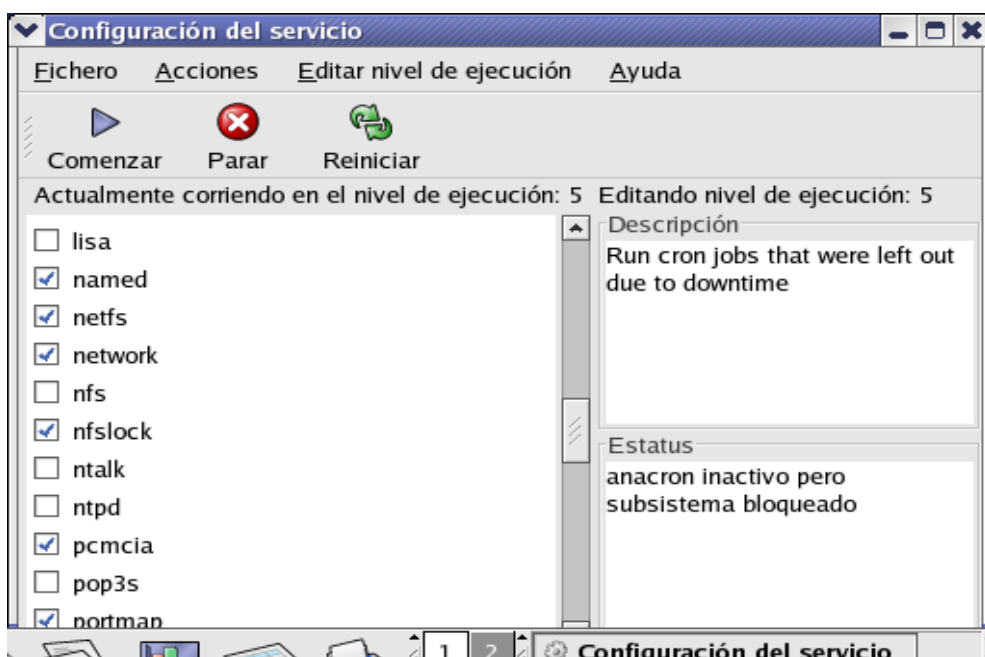 Configuración del servicio
Fichero Acciones Editar nivel de ejecución Ayuda
Comenzar Parar Reiniciar
Actualmente corriendo en el nivel de ejecución: 5 Editando nivel de ejecución: 5
lisa
named
netfs
network
nfs
nfslock
ntalk
ntpd
pcmcia
pop3s
portmap
Descripción
Run cron jobs that were left out
due to downtime
Estatus
anacron inactivo pero
subsistema bloqueado
1 2 Configuración del servicio